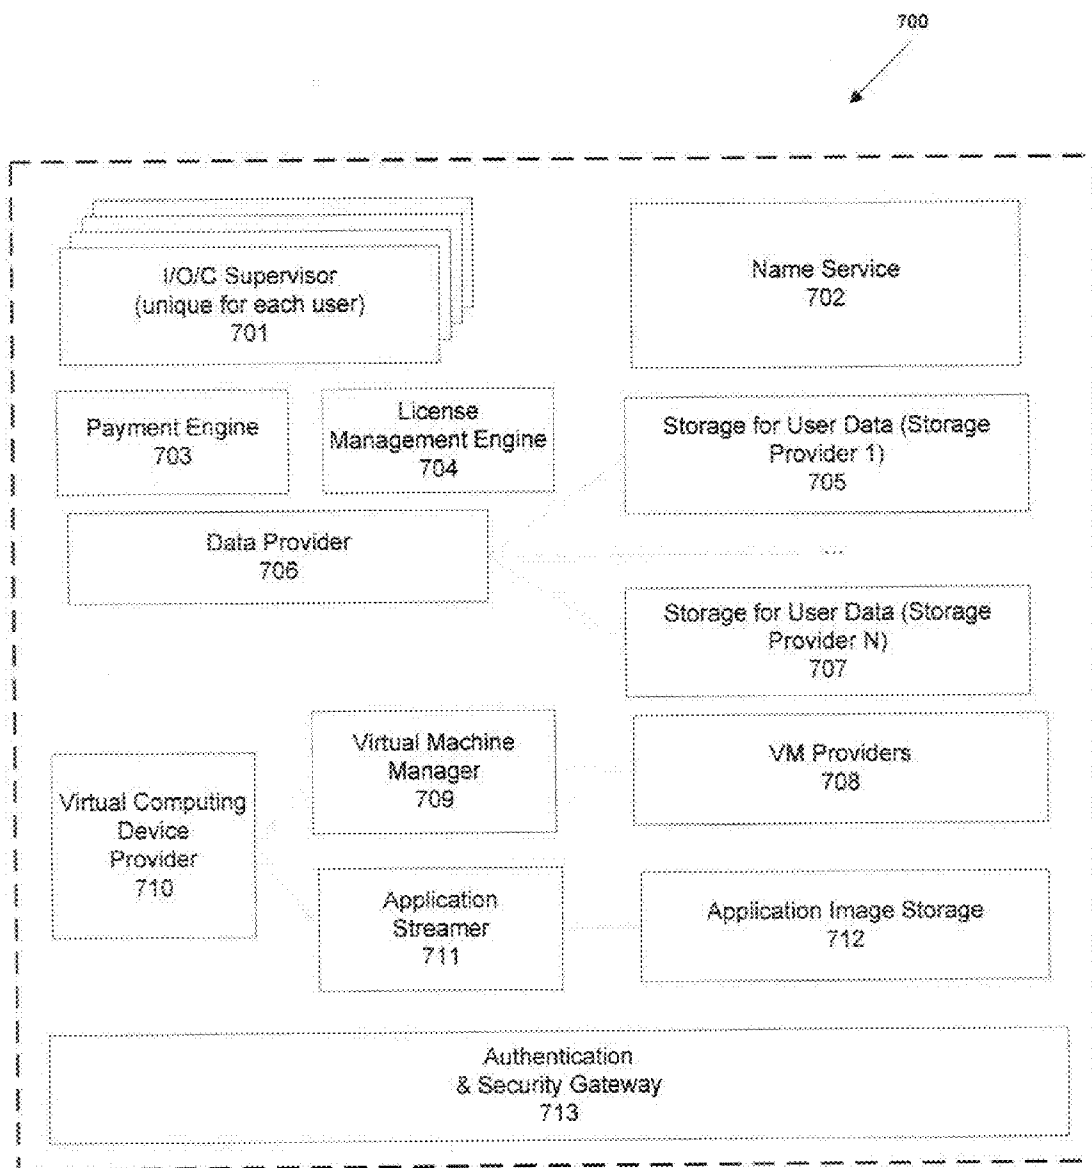 700
I/O/C Supervisor
(unique for each user)
701
Name Service
702
Payment Engine
703
License
Management Engine
704
Storage for User Data (Storage
Provider 1)
705
Data Provider
706
...
Storage for User Data (Storage
Provider N)
707
Virtual Machine
Manager
709
VM Providers
708
Virtual Computing
Device
Provider
710
Application
Streamer
711
Application Image Storage
712
Authentication
& Security Gateway
713